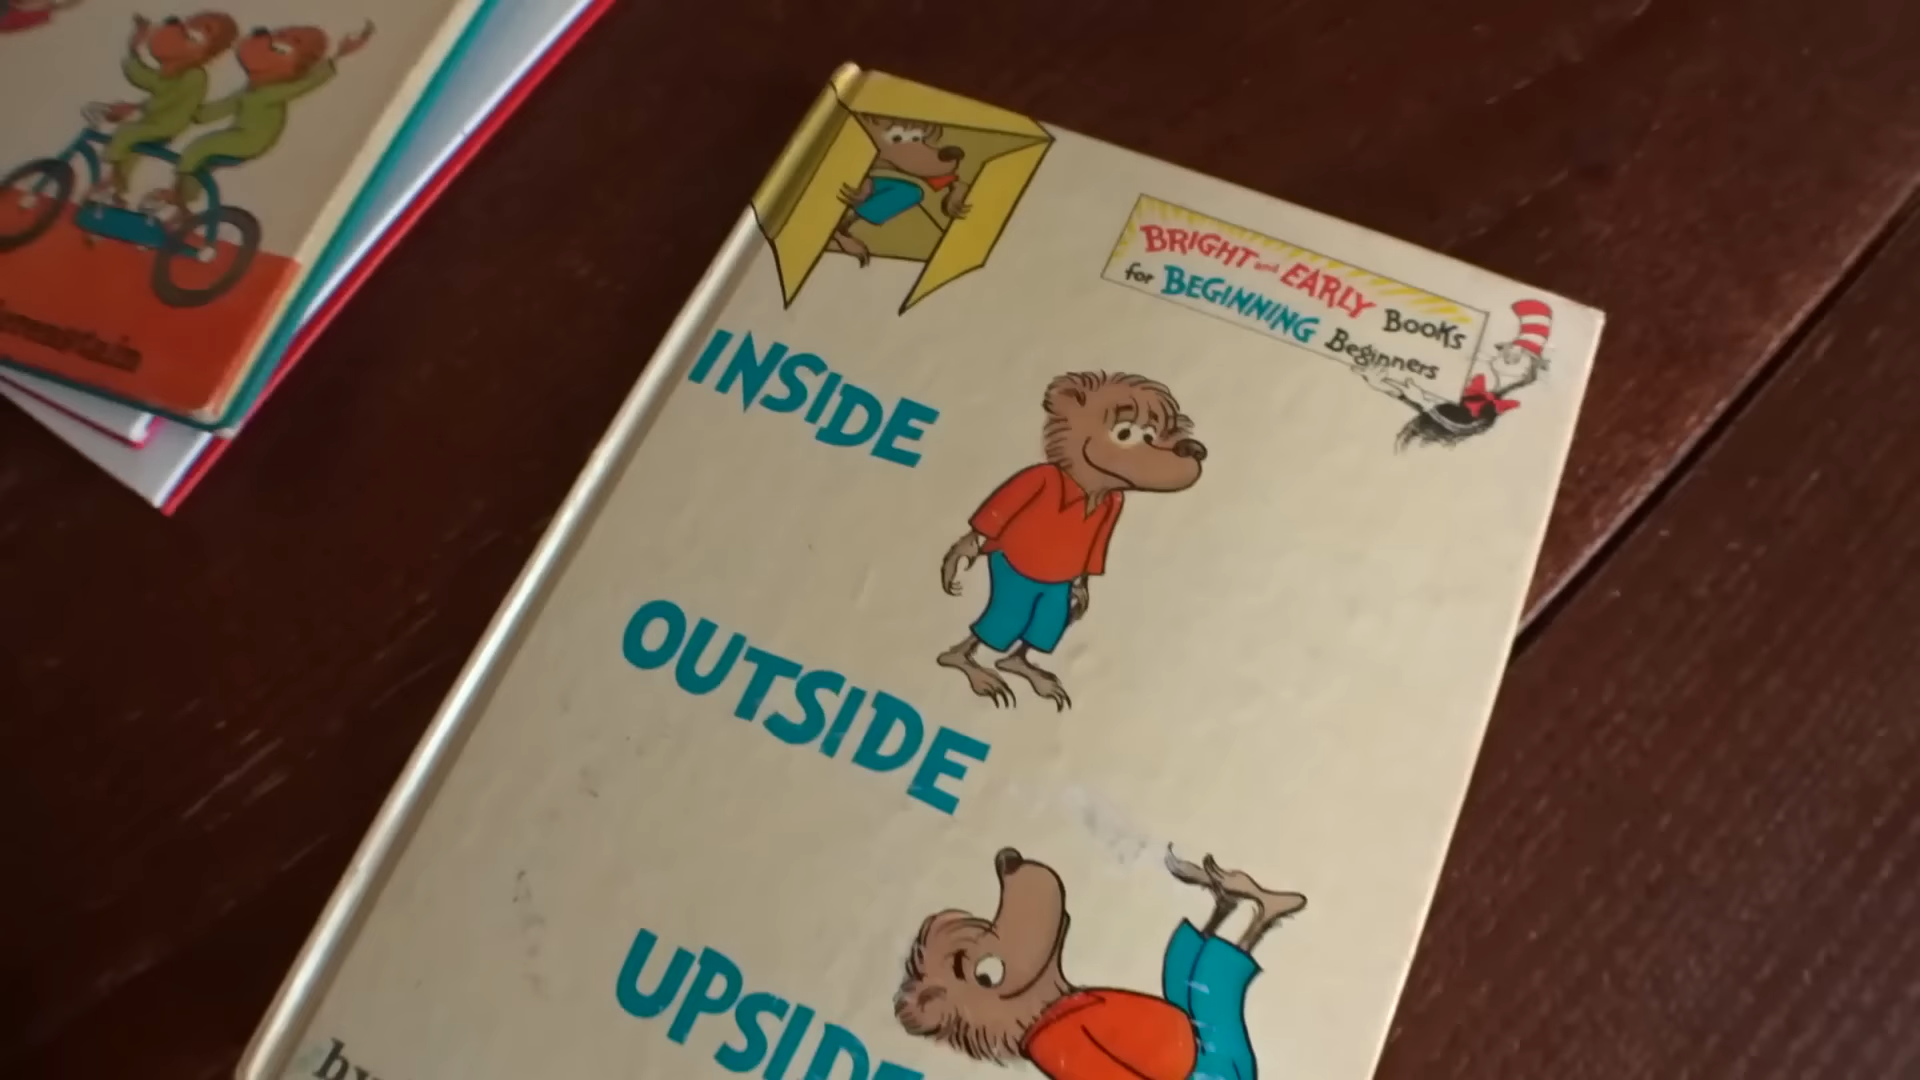 BRIGHT and EARLY BOOKS
for BEGINNING Beginners
INSIDE
OUTSIDE
UPSIDE
by